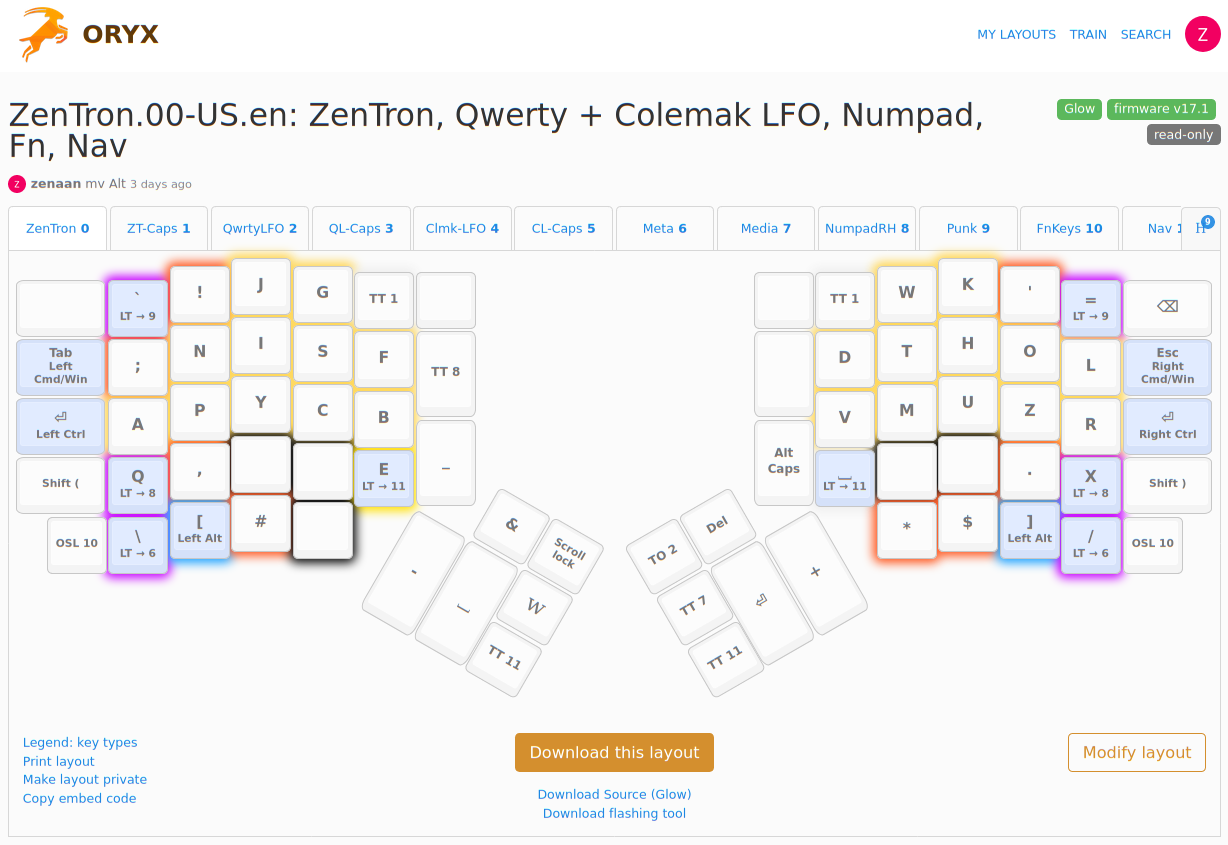 ORYX
MY LAYOUTS TRAIN SEARCH Z
ZenTron.00-US.en: ZenTron, Qwerty + Colemak LFO, Numpad,
Fn, Nav
Glow firmware v17.1
read-only
z zenaan mv Alt 3 days ago
ZenTron 0 ZT-Caps 1 QwrtyLFO 2 QL-Caps 3 Clmk-LFO 4 CL-Caps 5 Meta 6 Media 7 NumpadRH 8 Punk 9 FnKeys 10 Nav 1 9
` ! J G TT 1 TT 1 W K ' = ⌫
LT → 9 LT → 9
Tab ; N I S F TT 8 D T H O L Esc
Left Right
Cmd/Win Cmd/Win
⏎ A P Y C B V M U Z R ⏎
Left Ctrl Right Ctrl
Shift ( Q , E _ Alt ⎵ . X Shift )
LT → 8 LT → 11 Caps LT → 11 LT → 8
OSL 10 \ [ # * $ ] / OSL 10
LT → 6 Left Alt Left Alt LT → 6
& Scroll
lock
- ⎵ W
TT 11
TO 2 Del
TT 7 ⏎ +
TT 11
Legend: key types
Print layout
Make layout private
Copy embed code
Download this layout
Download Source (Glow)
Download flashing tool
Modify layout